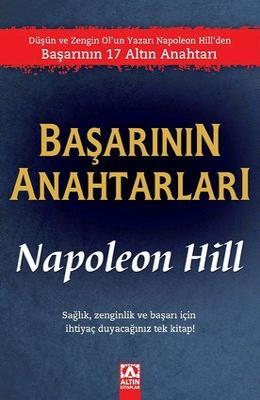 Düşün ve Zengin Ol'un Yazarı Napoleon Hill'den
Başarının 17 Altın Anahtarı
BAŞARININ
ANAHTARLARI
Napoleon Hill
Sağlık, zenginlik ve başarı için
ihtiyaç duyacağınız tek kitap!
ALTIN
KİTAPLAR